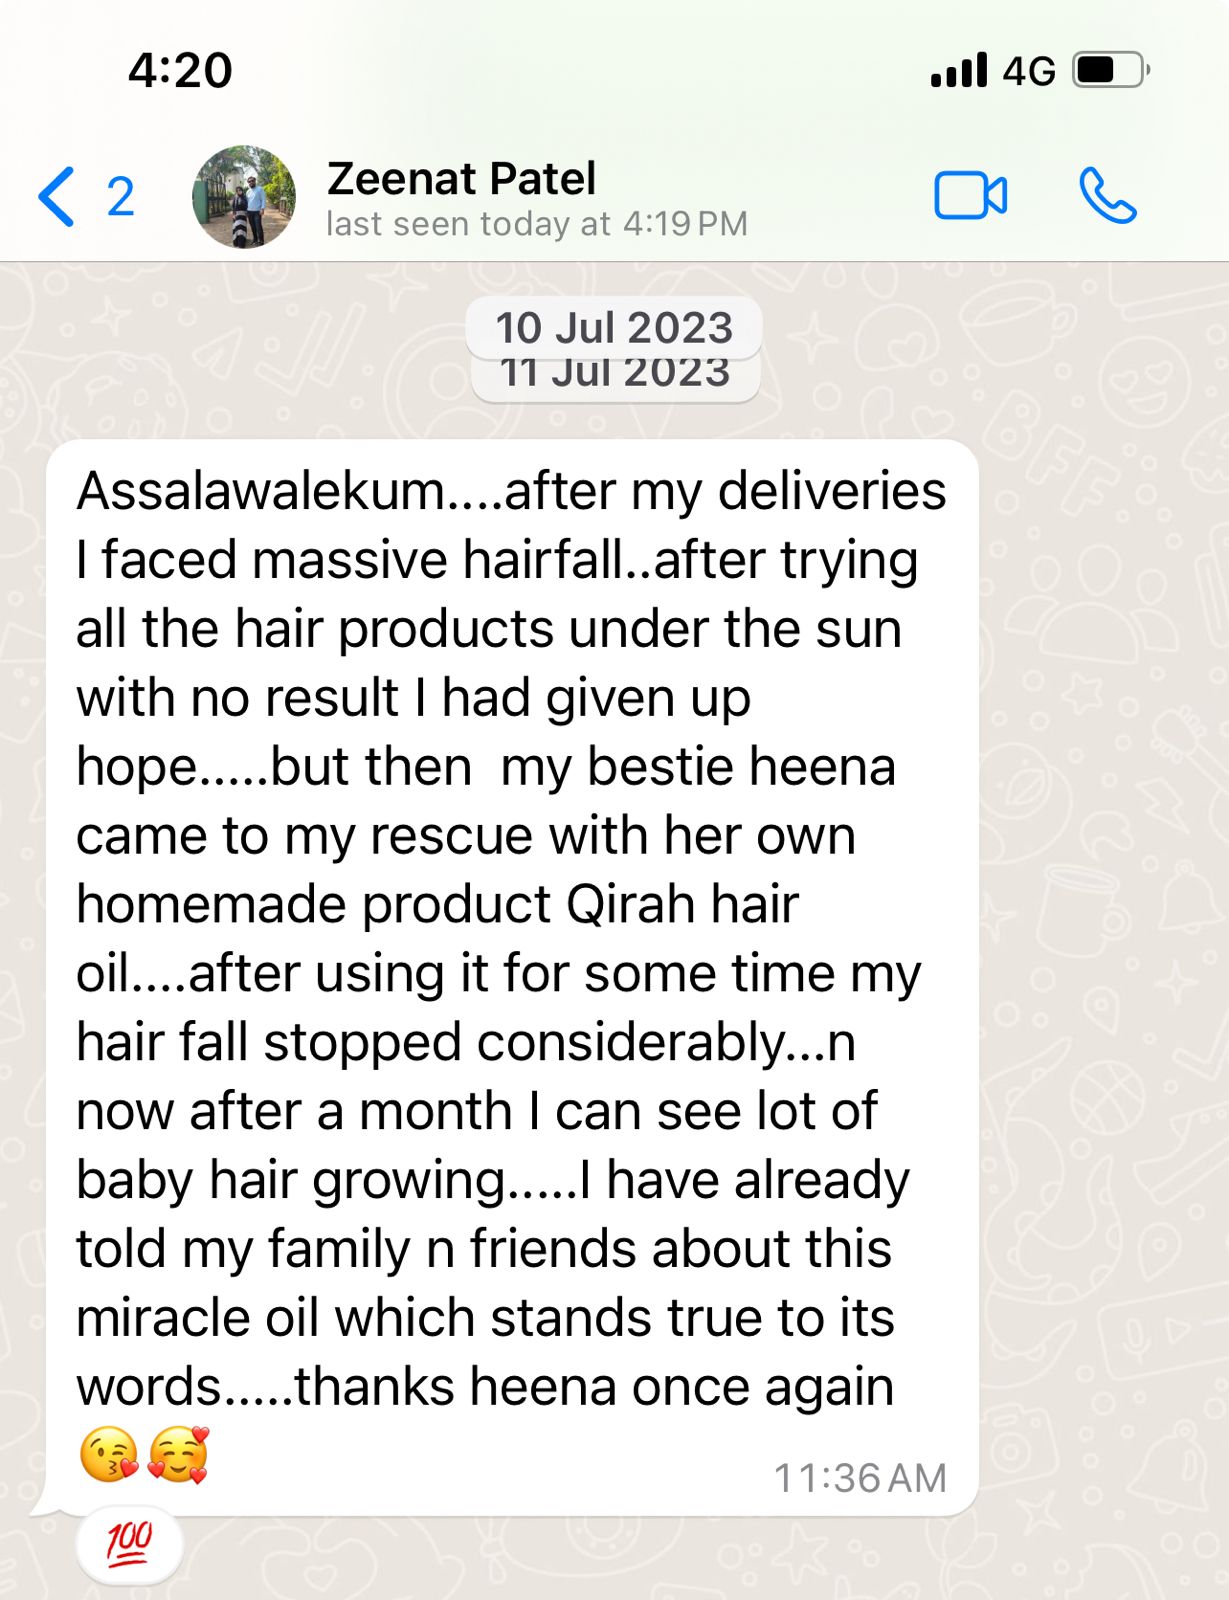 4:20
4G
2
Zeenat Patel
last seen today at 4:19 PM
10 Jul 2023
11 Jul 2023
Assalawalekum....after my deliveries
I faced massive hairfall..after trying
all the hair products under the sun
with no result I had given up
hope.....but then  my bestie heena
came to my rescue with her own
homemade product Qirah hair
oil....after using it for some time my
hair fall stopped considerably...n
now after a month I can see lot of
baby hair growing.....I have already
told my family n friends about this
miracle oil which stands true to its
words.....thanks heena once again
😘🥰
11:36 AM
💯